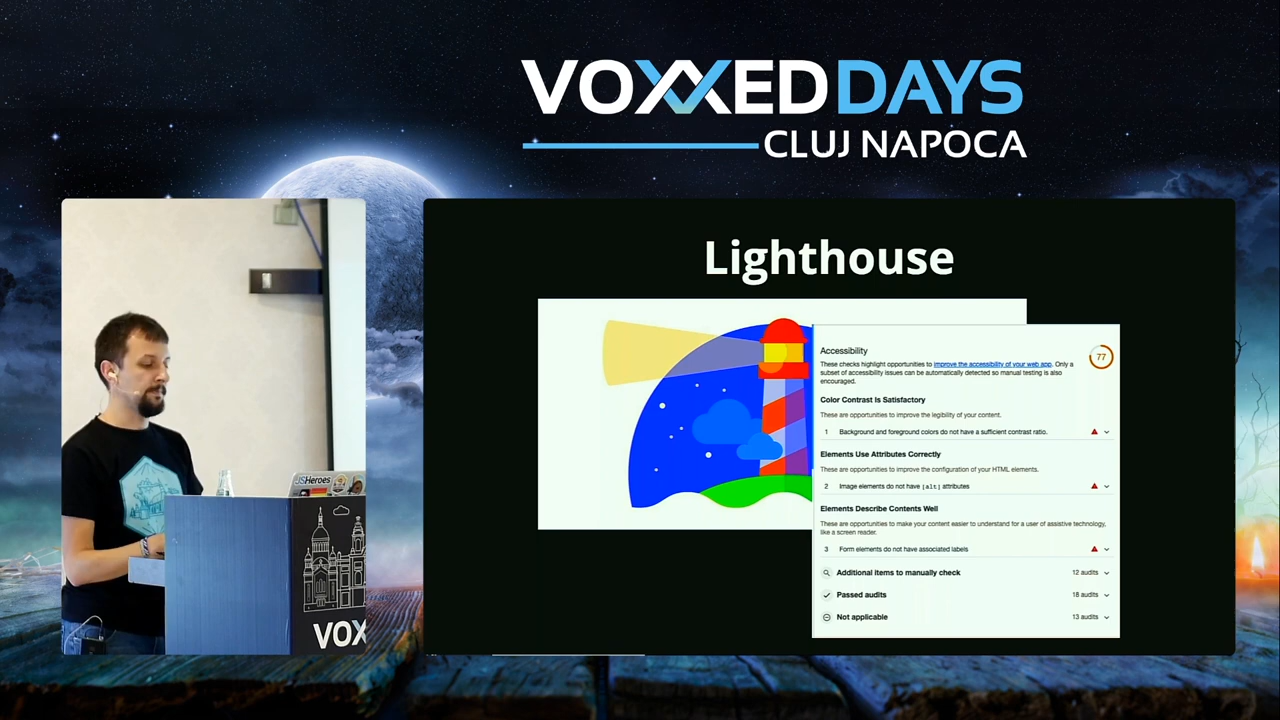 VOXXEDDAYS
CLUJ NAPOCA
Lighthouse
Accessibility
77
These checks highlight opportunities to improve the accessibility of your web app. Only a
subset of accessibility issues can be automatically detected so manual testing is also
encouraged.
Color Contrast Is Satisfactory
These are opportunities to improve the legibility of your content.
1 Background and foreground colors do not have a sufficient contrast ratio.
Elements Use Attributes Correctly
These are opportunities to improve the configuration of your HTML elements.
2 Image elements do not have [alt] attributes
Elements Describe Contents Well
These are opportunities to make your content easier to understand for a user of assistive technology,
like a screen reader.
3 Form elements do not have associated labels
Additional items to manually check 12 audits
Passed audits 18 audits
Not applicable 13 audits
JSHeroes
VOX